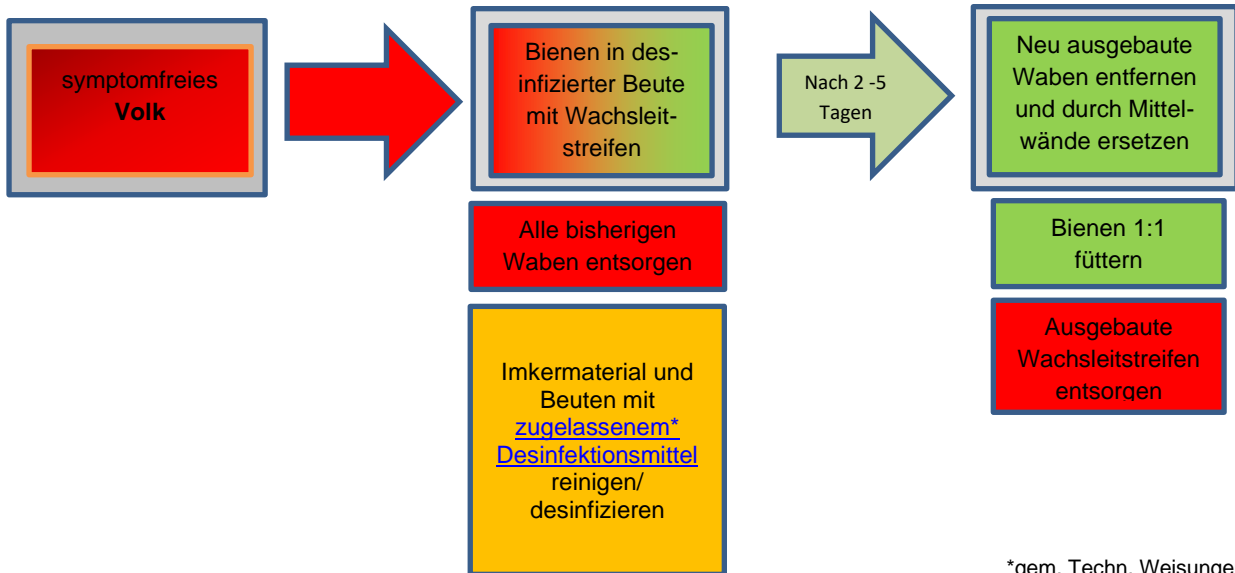 symptomfreies
Volk
Bienen in des-
infizierter Beute
mit Wachsleit-
streifen
Nach 2 -5
Tagen
Neu ausgebaute
Waben entfernen
und durch Mittel-
wände ersetzen
Alle bisherigen
Waben entsorgen
Bienen 1:1
füttern
Imkermaterial und
Beuten mit
zugelassenem*
Desinfektionsmittel
reinigen/
desinfizieren
Ausgebaute
Wachsleitstreifen
entsorgen
*gem. Techn. Weisunge